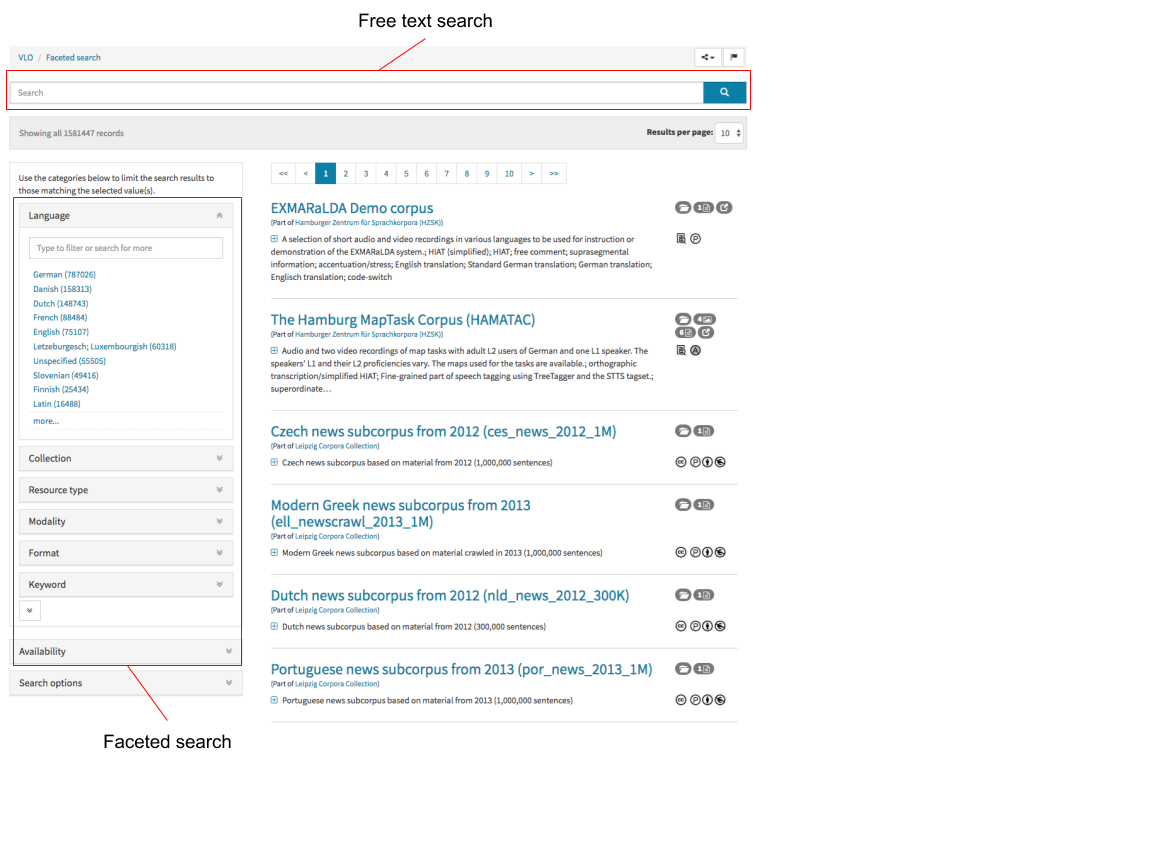 Free text search
VLO / Faceted search
Search
Showing all 1581447 records
Results per page: 10
Use the categories below to limit the search results to
those matching the selected value(s).
Language
Type to filter or search for more
German (787026)
Danish (158313)
Dutch (148743)
French (88484)
English (75107)
Letzeburgesch; Luxembourgish (60318)
Unspecified (55505)
Slovenian (49416)
Finnish (25434)
Latin (16488)
more...
Collection
Resource type
Modality
Format
Keyword
Availability
Search options
Faceted search
<< < 1 2 3 4 5 6 7 8 9 10 > >>
EXMARaLDA Demo corpus
1
(Part of Hamburger Zentrum für Sprachkorpora (HZSK))
A selection of short audio and video recordings in various languages to be used for instruction or
demonstration of the EXMARaLDA system.; HIAT (simplified); HIAT; free comment; suprasegmental
information; accentuation/stress; English translation; Standard German translation; German translation;
Englisch translation; code-switch
P
The Hamburg MapTask Corpus (HAMATAC)
4
6
(Part of Hamburger Zentrum für Sprachkorpora (HZSK))
Audio and two video recordings of map tasks with adult L2 users of German and one L1 speaker. The
speakers' L1 and their L2 proficiencies vary. The maps used for the tasks are available.; orthographic
transcription/simplified HIAT; Fine-grained part of speech tagging using TreeTagger and the STTS tagset.;
superordinate…
A
Czech news subcorpus from 2012 (ces_news_2012_1M)
1
(Part of Leipzig Corpora Collection)
Czech news subcorpus based on material from 2012 (1,000,000 sentences)
cc P
Modern Greek news subcorpus from 2013
(ell_newscrawl_2013_1M)
1
(Part of Leipzig Corpora Collection)
Modern Greek news subcorpus based on material crawled in 2013 (1,000,000 sentences)
cc P
Dutch news subcorpus from 2012 (nld_news_2012_300K)
1
(Part of Leipzig Corpora Collection)
Dutch news subcorpus based on material from 2012 (300,000 sentences)
cc P
Portuguese news subcorpus from 2013 (por_news_2013_1M)
1
(Part of Leipzig Corpora Collection)
Portuguese news subcorpus based on material from 2013 (1,000,000 sentences)
cc P